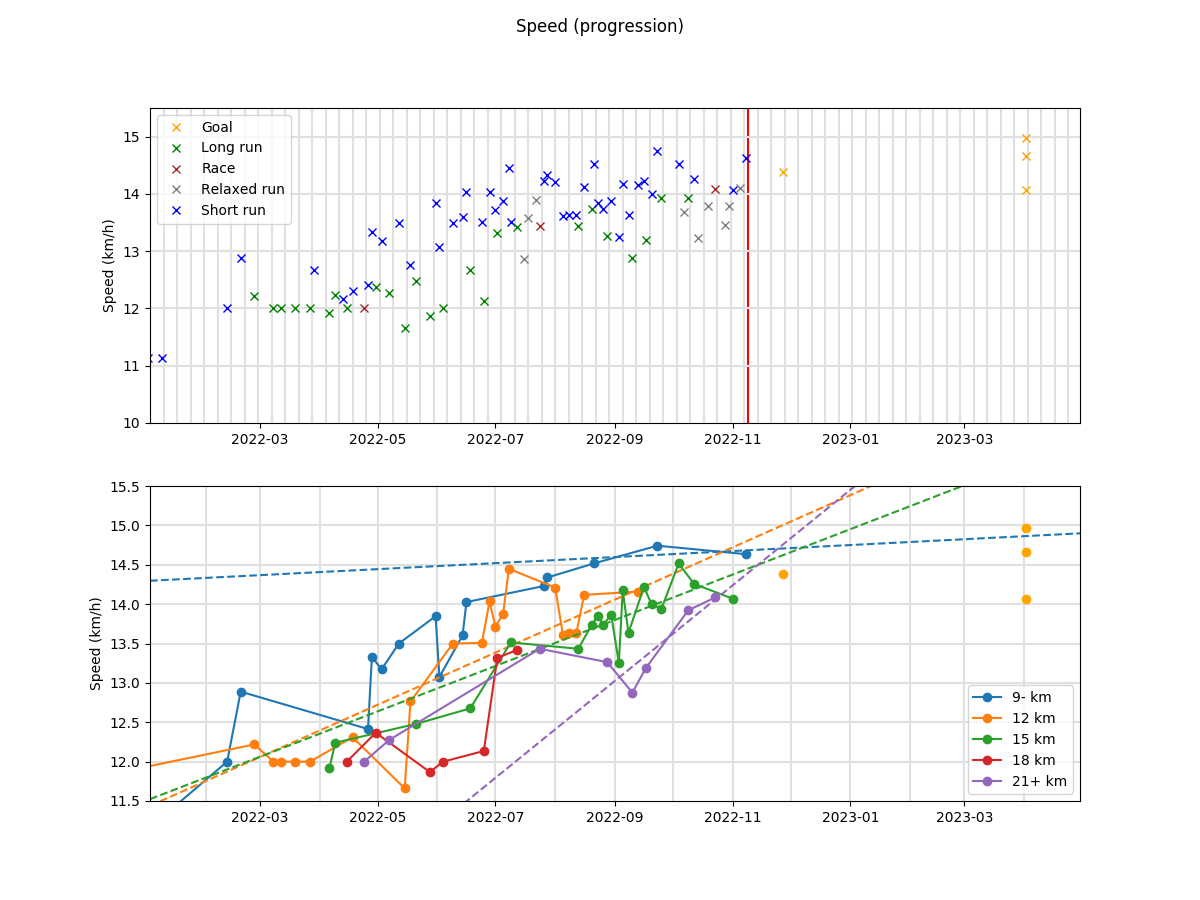 Speed (progression)
Speed (km/h)
15
14
13
12
11
10
Goal
Long run
Race
Relaxed run
Short run
2022-03 2022-05 2022-07 2022-09 2022-11 2023-01 2023-03
Speed (km/h)
15.5
15.0
14.5
14.0
13.5
13.0
12.5
12.0
11.5
9- km
12 km
15 km
18 km
21+ km
2022-03 2022-05 2022-07 2022-09 2022-11 2023-01 2023-03